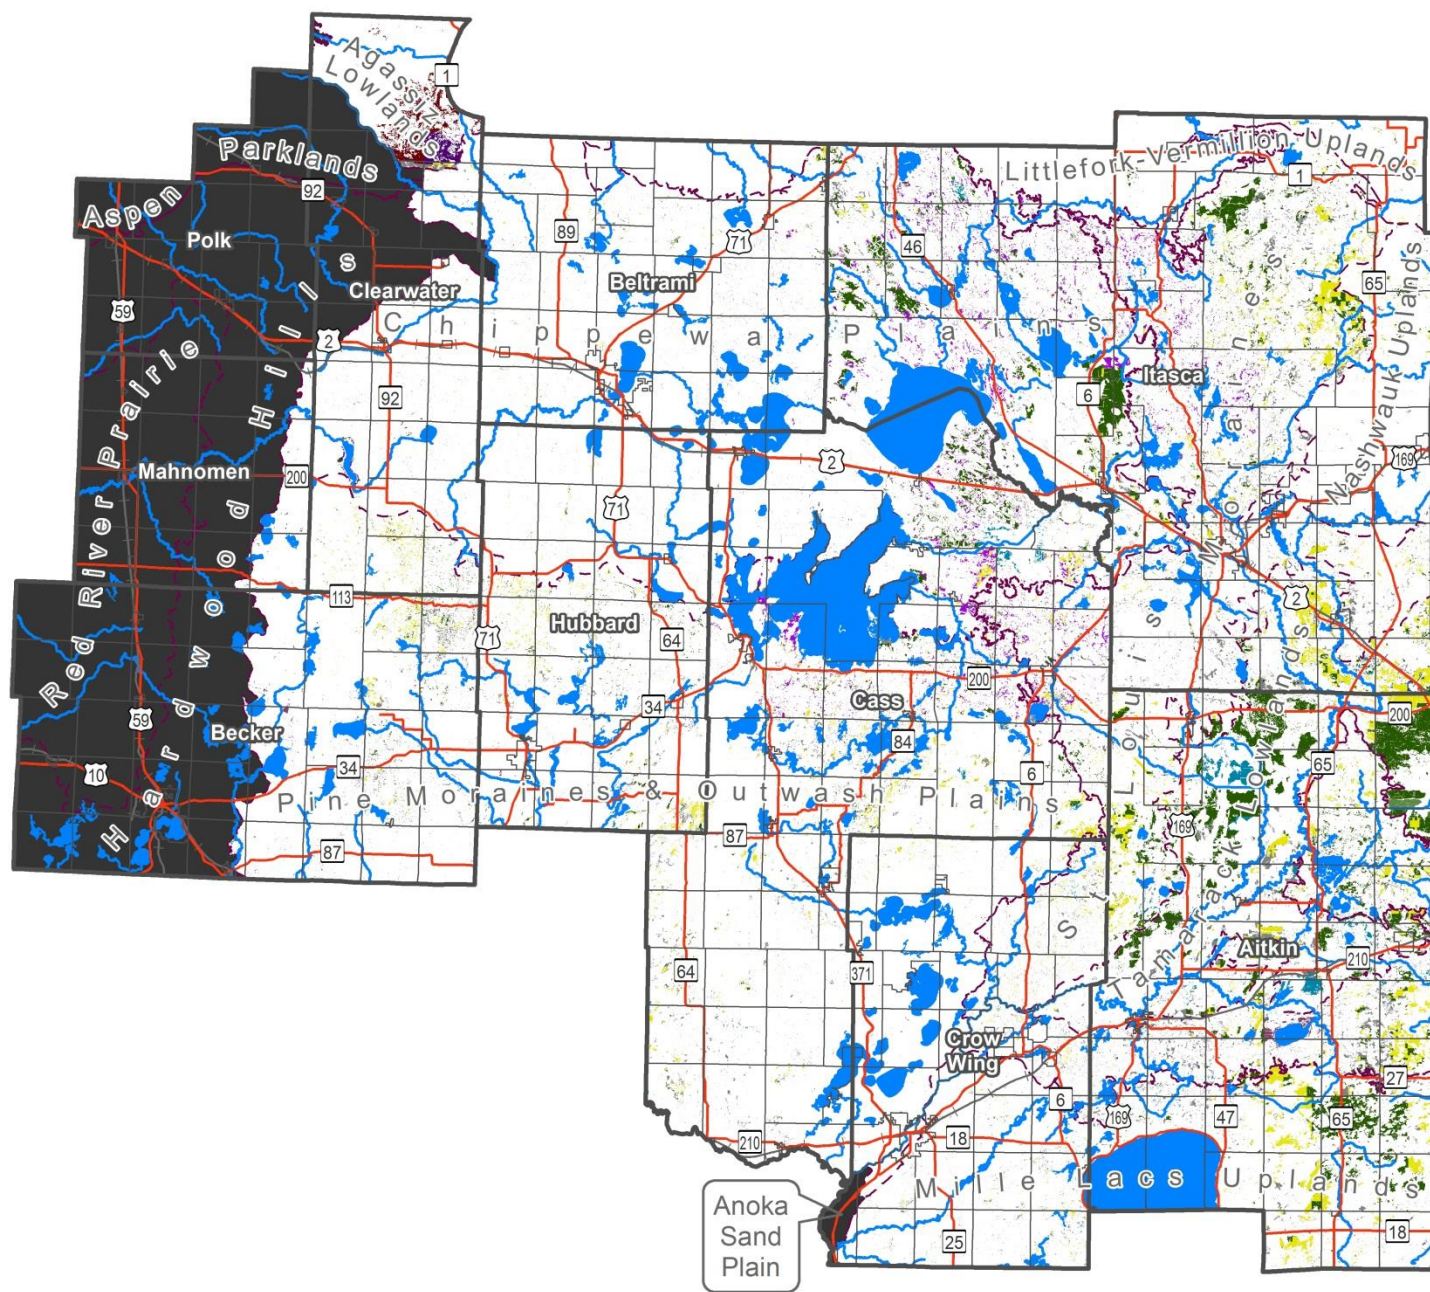 Agassiz
Lowlands
1
Parklands
92
Aspen
Polk
59
Clearwater
2
Red River Prairie
Hardwood Hills
Mahnomen
200
92
89
71
Beltrami
Chippewa Plains
46
Littlefork-Vermillion Uplands
1
65
Nashwauk Uplands
169
Itasca
6
2
71
113
71
Hubbard
64
200
Cass
34
84
2
St. Louis Moraines
Becker
59
10
34
Pine Moraines & Outwash Plains
6
87
87
200
65
169
Tamarack Lowlands
Aitkin
210
64
371
Crow
Wing
6
27
169
47
65
210
18
Mille Lacs Uplands
Anoka
Sand
Plain
25
18